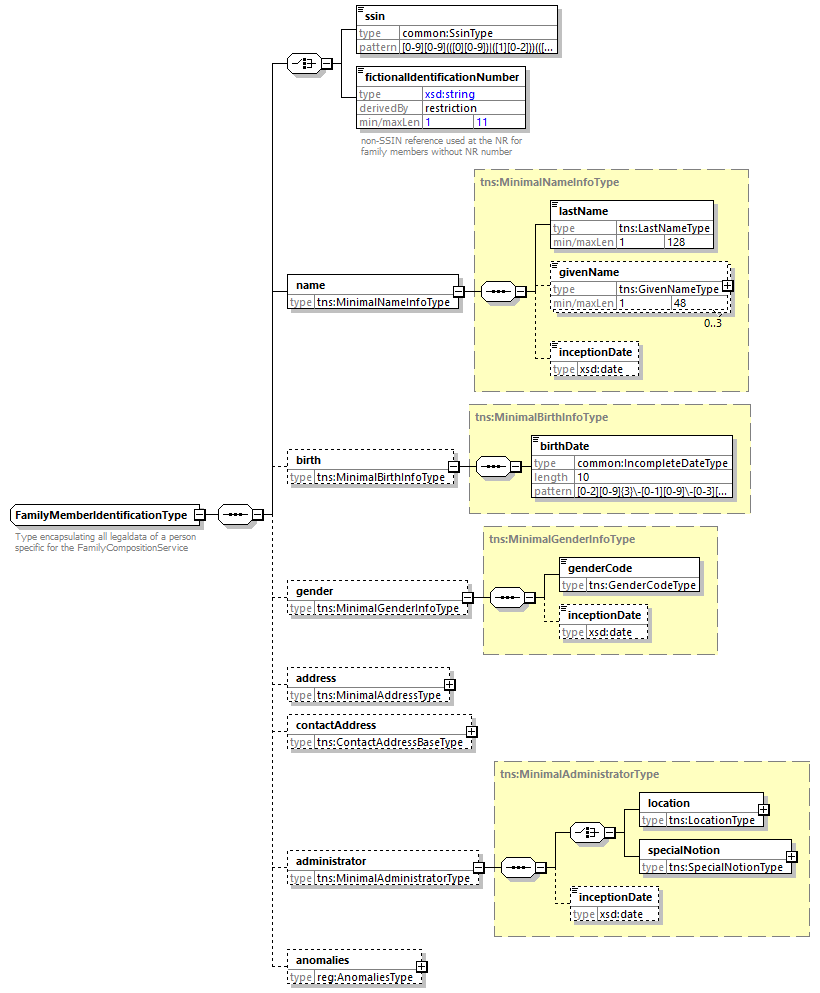 ssin
type common:SsinType
pattern [0-9][0-9](([0][0-9])|([1][0-2]))(([...
fictionalIdentificationNumber
type xsd:string
derivedBy restriction
min/maxLen 1 11
non-SSIN reference used at the NR for
family members without NR number
tns:MinimalNameInfoType
lastName
type tns:LastNameType
min/maxLen 1 128
name
type tns:MinimalNameInfoType
givenName
type tns:GivenNameType
min/maxLen 1 48
0..3
inceptionDate
type xsd:date
tns:MinimalBirthInfoType
birth
type tns:MinimalBirthInfoType
birthDate
type common:IncompleteDateType
length 10
pattern [0-2][0-9]{3}\-[0-1][0-9]\-[0-3][...
FamilyMemberIdentificationType
Type encapsulating all legaldata of a person
specific for the FamilyCompositionService
tns:MinimalGenderInfoType
gender
type tns:MinimalGenderInfoType
genderCode
type tns:GenderCodeType
inceptionDate
type xsd:date
address
type tns:MinimalAddressType
contactAddress
type tns:ContactAddressBaseType
tns:MinimalAdministratorType
administrator
type tns:MinimalAdministratorType
location
type tns:LocationType
specialNotion
type tns:SpecialNotionType
inceptionDate
type xsd:date
anomalies
type reg:AnomaliesType